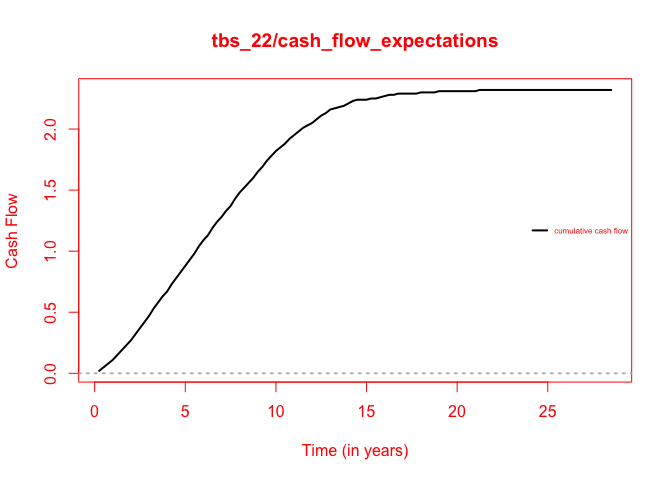 tbs_22/cash_flow_expectations
Cash Flow
2.0
1.5
1.0
0.5
0.0
cumulative cash flow
0 5 10 15 20 25
Time (in years)